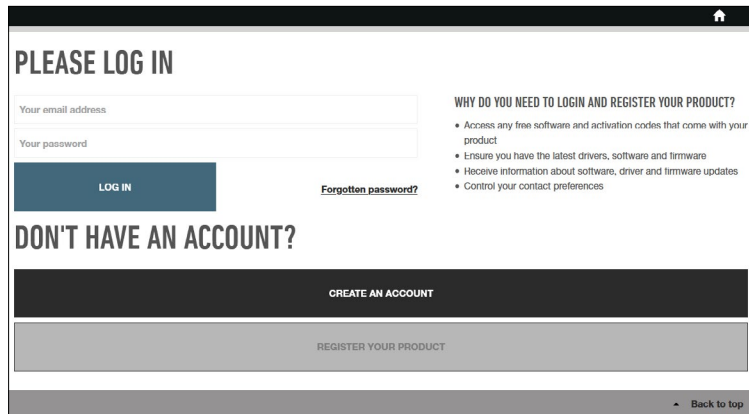 PLEASE LOG IN
Your email address
Your password
LOG IN
Forgotten password?
WHY DO YOU NEED TO LOGIN AND REGISTER YOUR PRODUCT?
Access any free software and activation codes that come with your
product
Ensure you have the latest drivers, software and firmware
Receive information about software, driver and firmware updates
Control your contact preferences
DON'T HAVE AN ACCOUNT?
CREATE AN ACCOUNT
REGISTER YOUR PRODUCT
Back to top